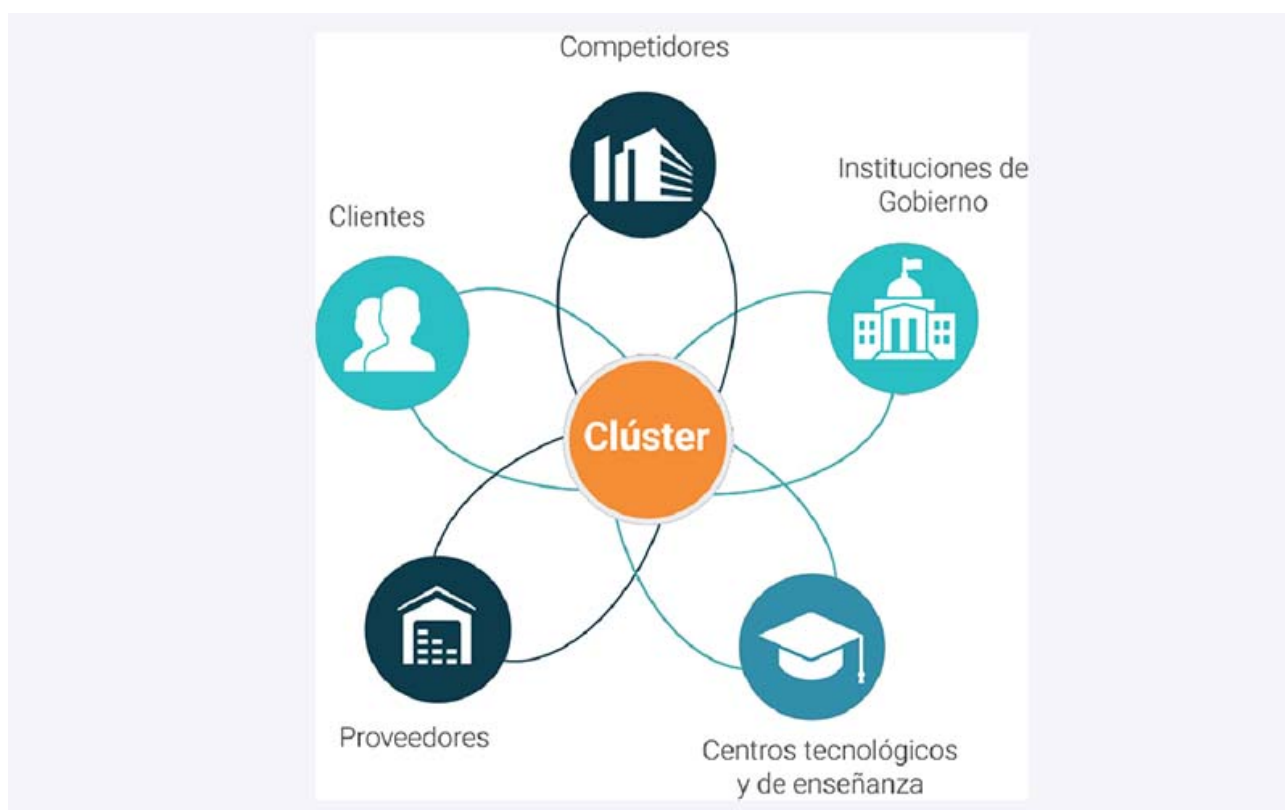 Competidores
Instituciones de
Gobierno
Clientes
Clúster
Proveedores
Centros tecnológicos
y de enseñanza